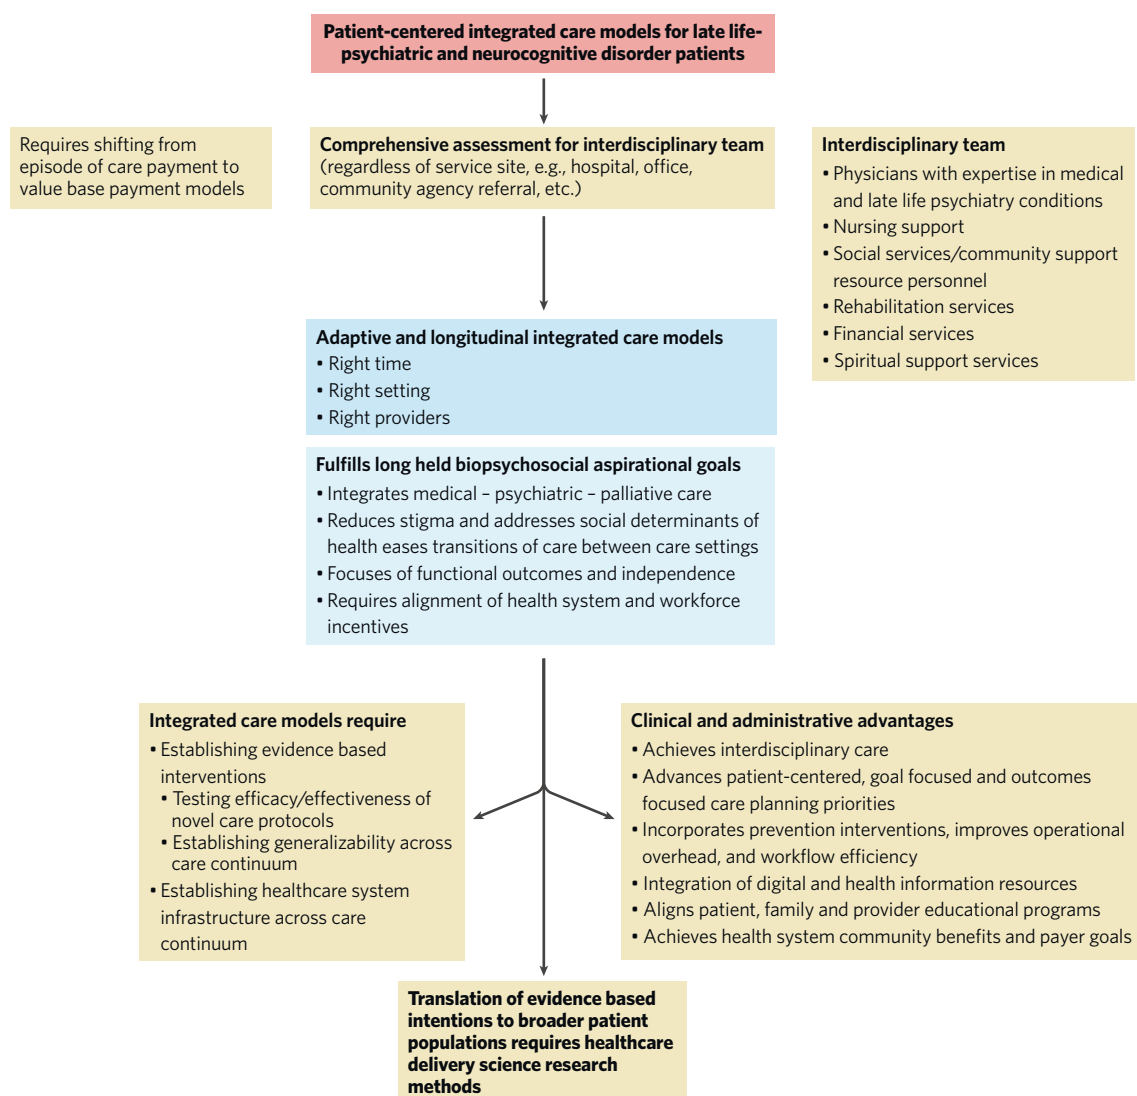 Patient-centered integrated care models for late life-
psychiatric and neurocognitive disorder patients
Requires shifting from
episode of care payment to
value base payment models
Comprehensive assessment for interdisciplinary team
(regardless of service site, e.g., hospital, office,
community agency referral, etc.)
Interdisciplinary team
• Physicians with expertise in medical
and late life psychiatry conditions
• Nursing support
• Social services/community support
resource personnel
• Rehabilitation services
• Financial services
• Spiritual support services
Adaptive and longitudinal integrated care models
• Right time
• Right setting
• Right providers
Fulfills long held biopsychosocial aspirational goals
• Integrates medical – psychiatric – palliative care
• Reduces stigma and addresses social determinants of
health eases transitions of care between care settings
• Focuses of functional outcomes and independence
• Requires alignment of health system and workforce
incentives
Integrated care models require
• Establishing evidence based
interventions
• Testing efficacy/effectiveness of
novel care protocols
• Establishing generalizability across
care continuum
• Establishing healthcare system
infrastructure across care
continuum
Clinical and administrative advantages
• Achieves interdisciplinary care
• Advances patient-centered, goal focused and outcomes
focused care planning priorities
• Incorporates prevention interventions, improves operational
overhead, and workflow efficiency
• Integration of digital and health information resources
• Aligns patient, family and provider educational programs
• Achieves health system community benefits and payer goals
Translation of evidence based
intentions to broader patient
populations requires healthcare
delivery science research
methods